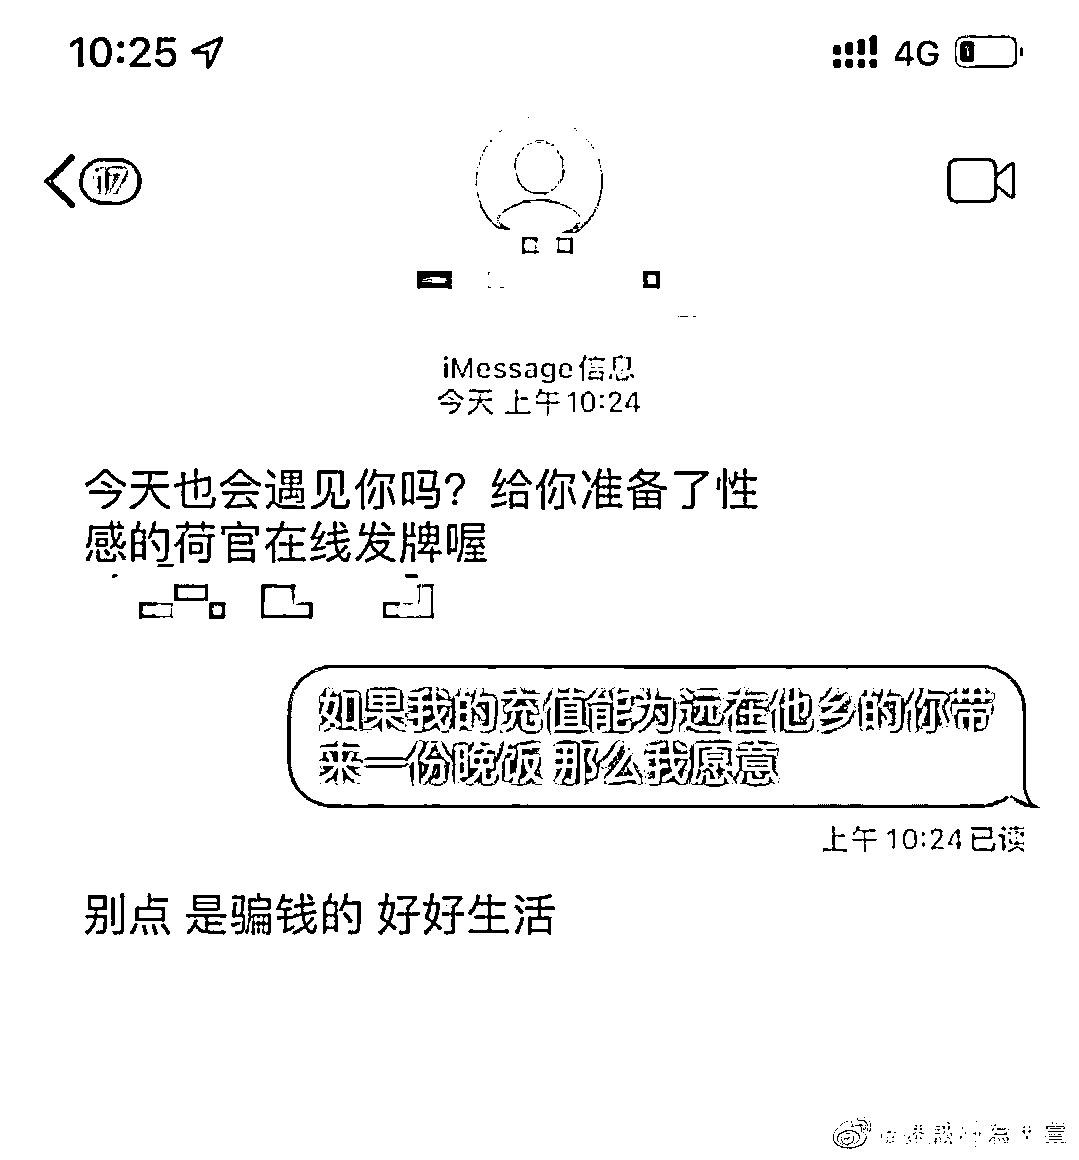 10:25
4G
17
iMessage信息
今天 上午10:24
今天也会遇见你吗？给你准备了性
感的荷官在线发牌喔
如果我的充值能为远在他乡的你带
来一份晚饭 那么我愿意
上午10:24已读
别点 是骗钱的 好好生活